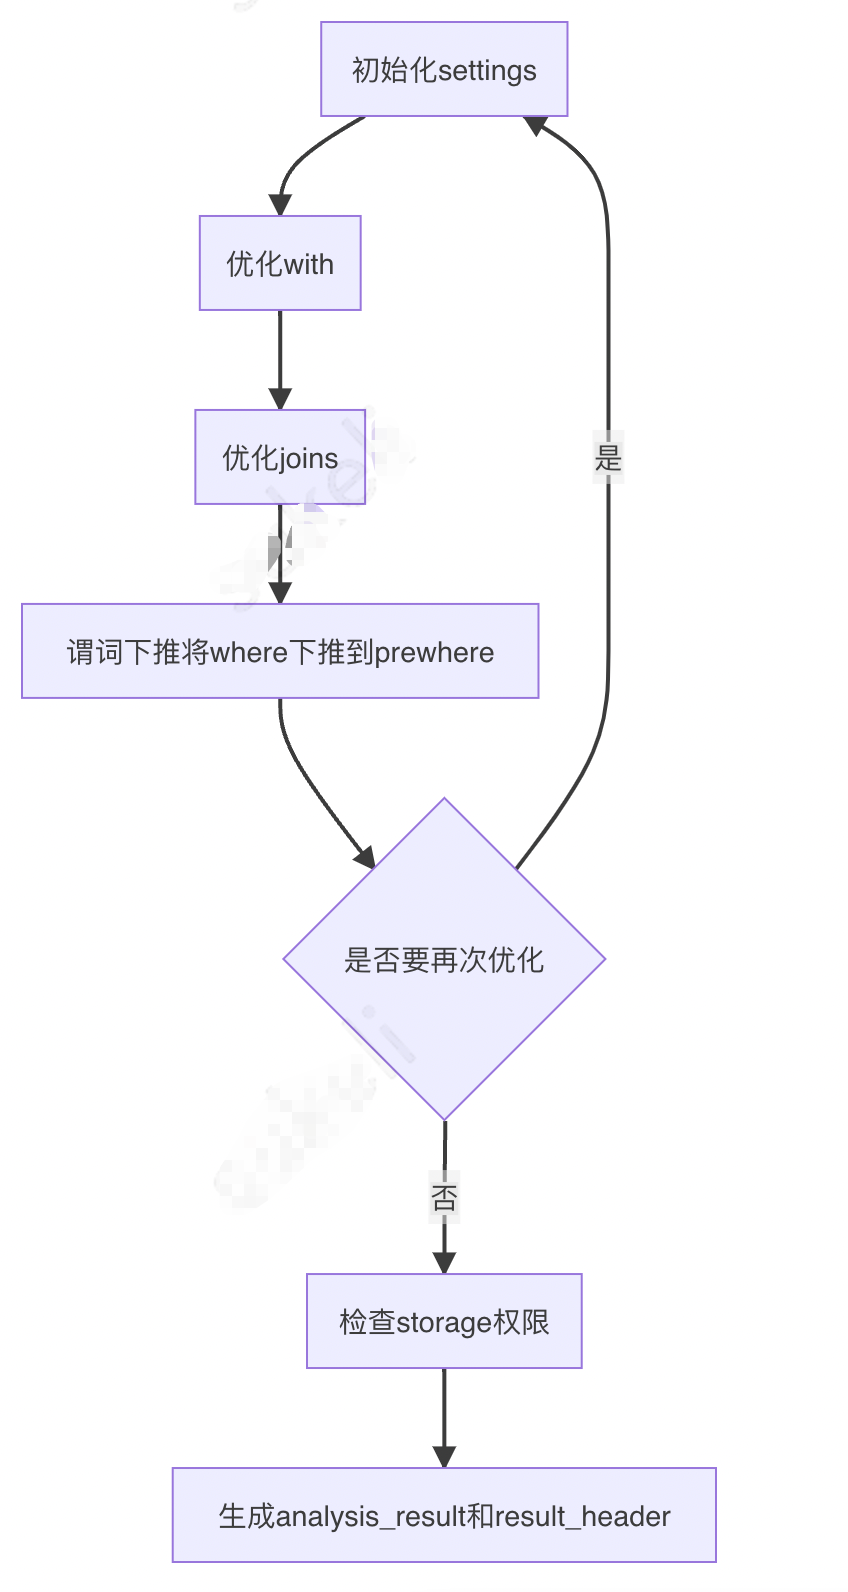 初始化settings
优化with
优化joins
谓词下推将where下推到prewhere
是
是否要再次优化
否
检查storage权限
生成analysis_result和result_header